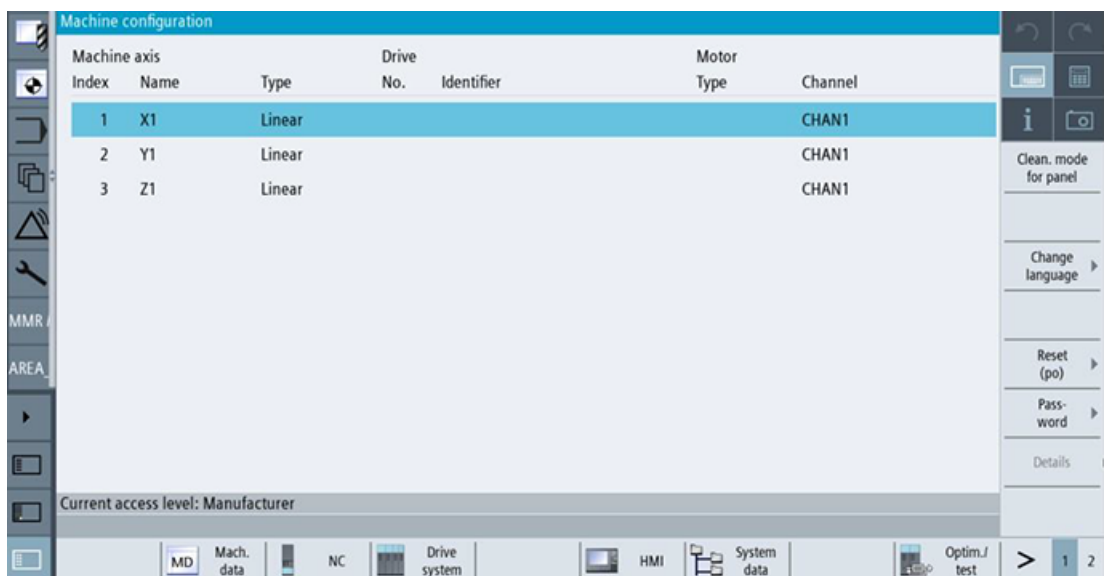 Machine configuration
Machine axis Drive Motor
Index Name Type No. Identifier Type Channel
1 X1 Linear CHAN1
2 Y1 Linear CHAN1
3 Z1 Linear CHAN1
Current access level: Manufacturer
MMR /
AREA_
Clean. mode
for panel
Change
language
Reset
(po)
Pass-
word
Details
MD
Mach.
data
NC
Drive
system
HMI
System
data
Optim./
test
> 1 2